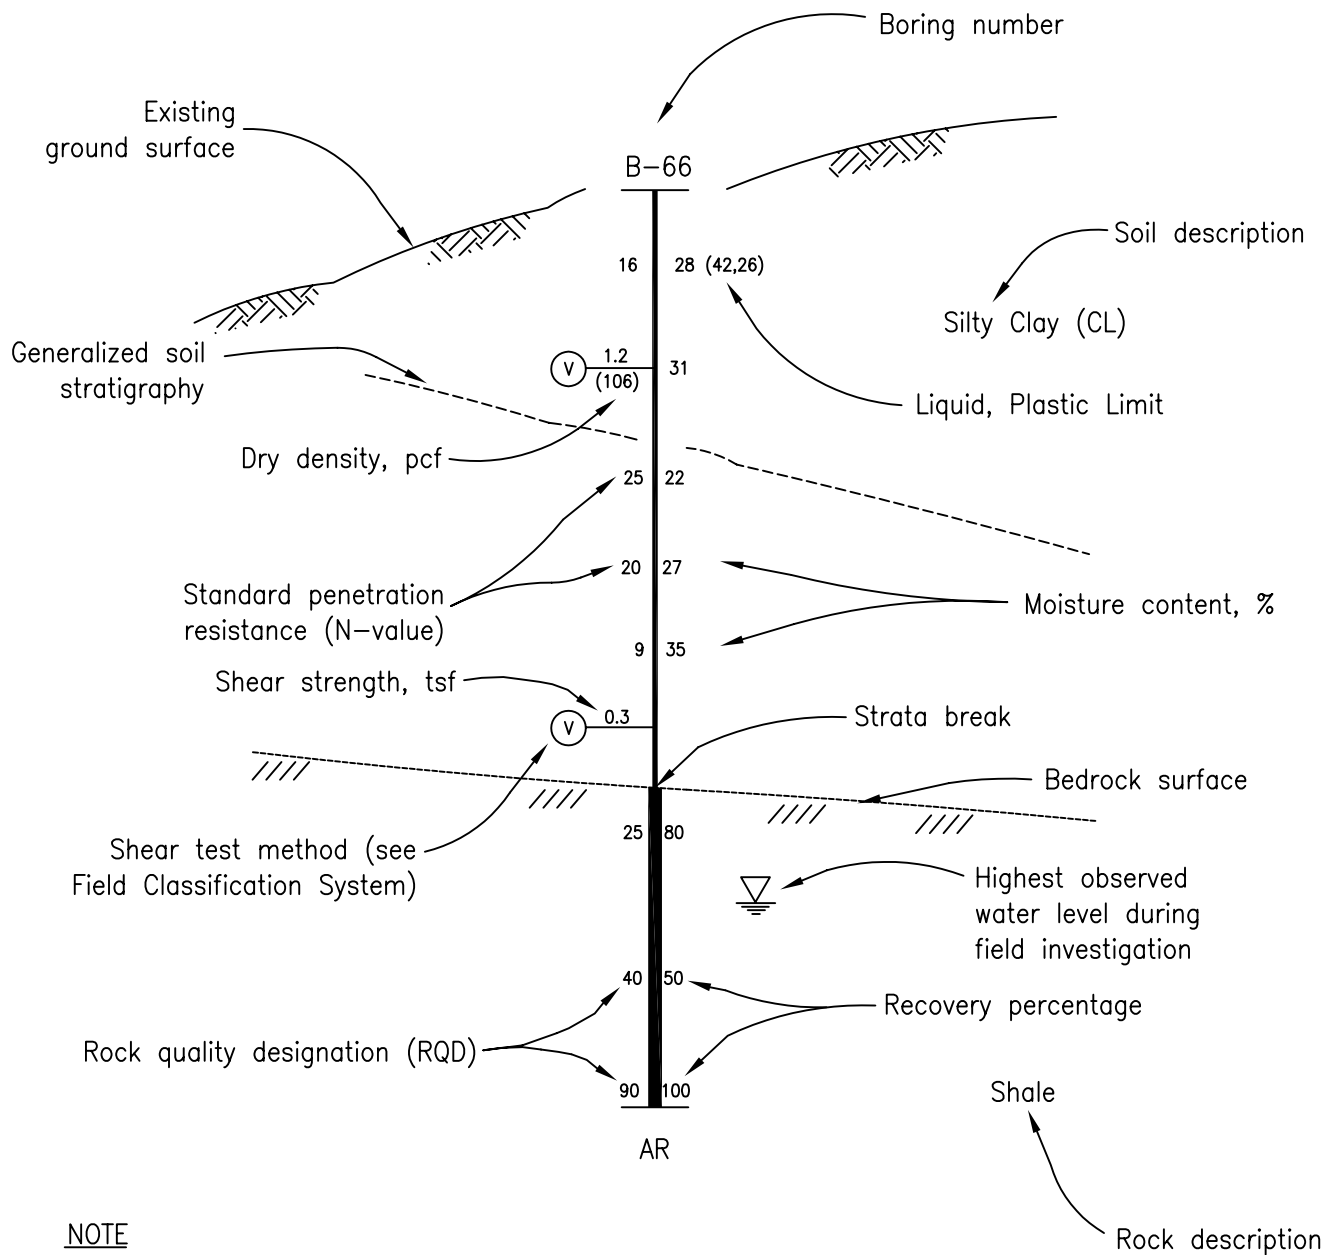 Boring number
Existing
ground surface
B-66
Soil description
16
28 (42,26)
Silty Clay (CL)
Generalized soil
stratigraphy
V
1.2
(106)
31
Liquid, Plastic Limit
Dry density, pcf
25
22
20
27
Standard penetration
resistance (N-value)
Moisture content, %
9
35
Shear strength, tsf
V
0.3
Strata break
Bedrock surface
25
80
Shear test method (see
Field Classification System)
Highest observed
water level during
field investigation
40
50
Recovery percentage
Rock quality designation (RQD)
90
100
Shale
AR
NOTE
Rock description